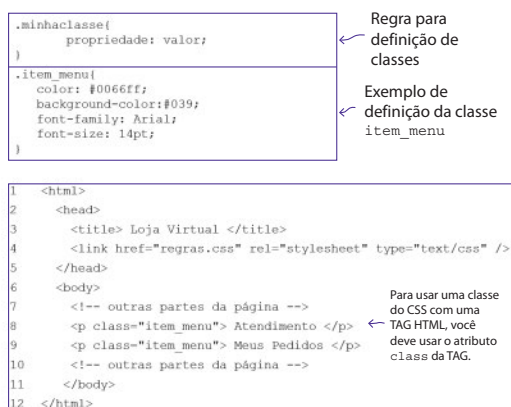 .minhaclasse{
propriedade: valor;
}
Regra para
definição de
classes
.item_menu{
color: #0066ff;
background-color:#039;
font-family: Arial;
font-size: 14pt;
}
Exemplo de
definição da classe
item_menu
1 <html>
2 <head>
3 <title> Loja Virtual </title>
4 <link href="regras.css" rel="stylesheet" type="text/css" />
5 </head>
6 <body>
7 <!-- outras partes da página -->
8 <p class="item_menu"> Atendimento </p>
9 <p class="item_menu"> Meus Pedidos </p>
10 <!-- outras partes da página -->
11 </body>
12 </html>
Para usar uma classe
do CSS com uma
TAG HTML, você
deve usar o atributo
class da TAG.